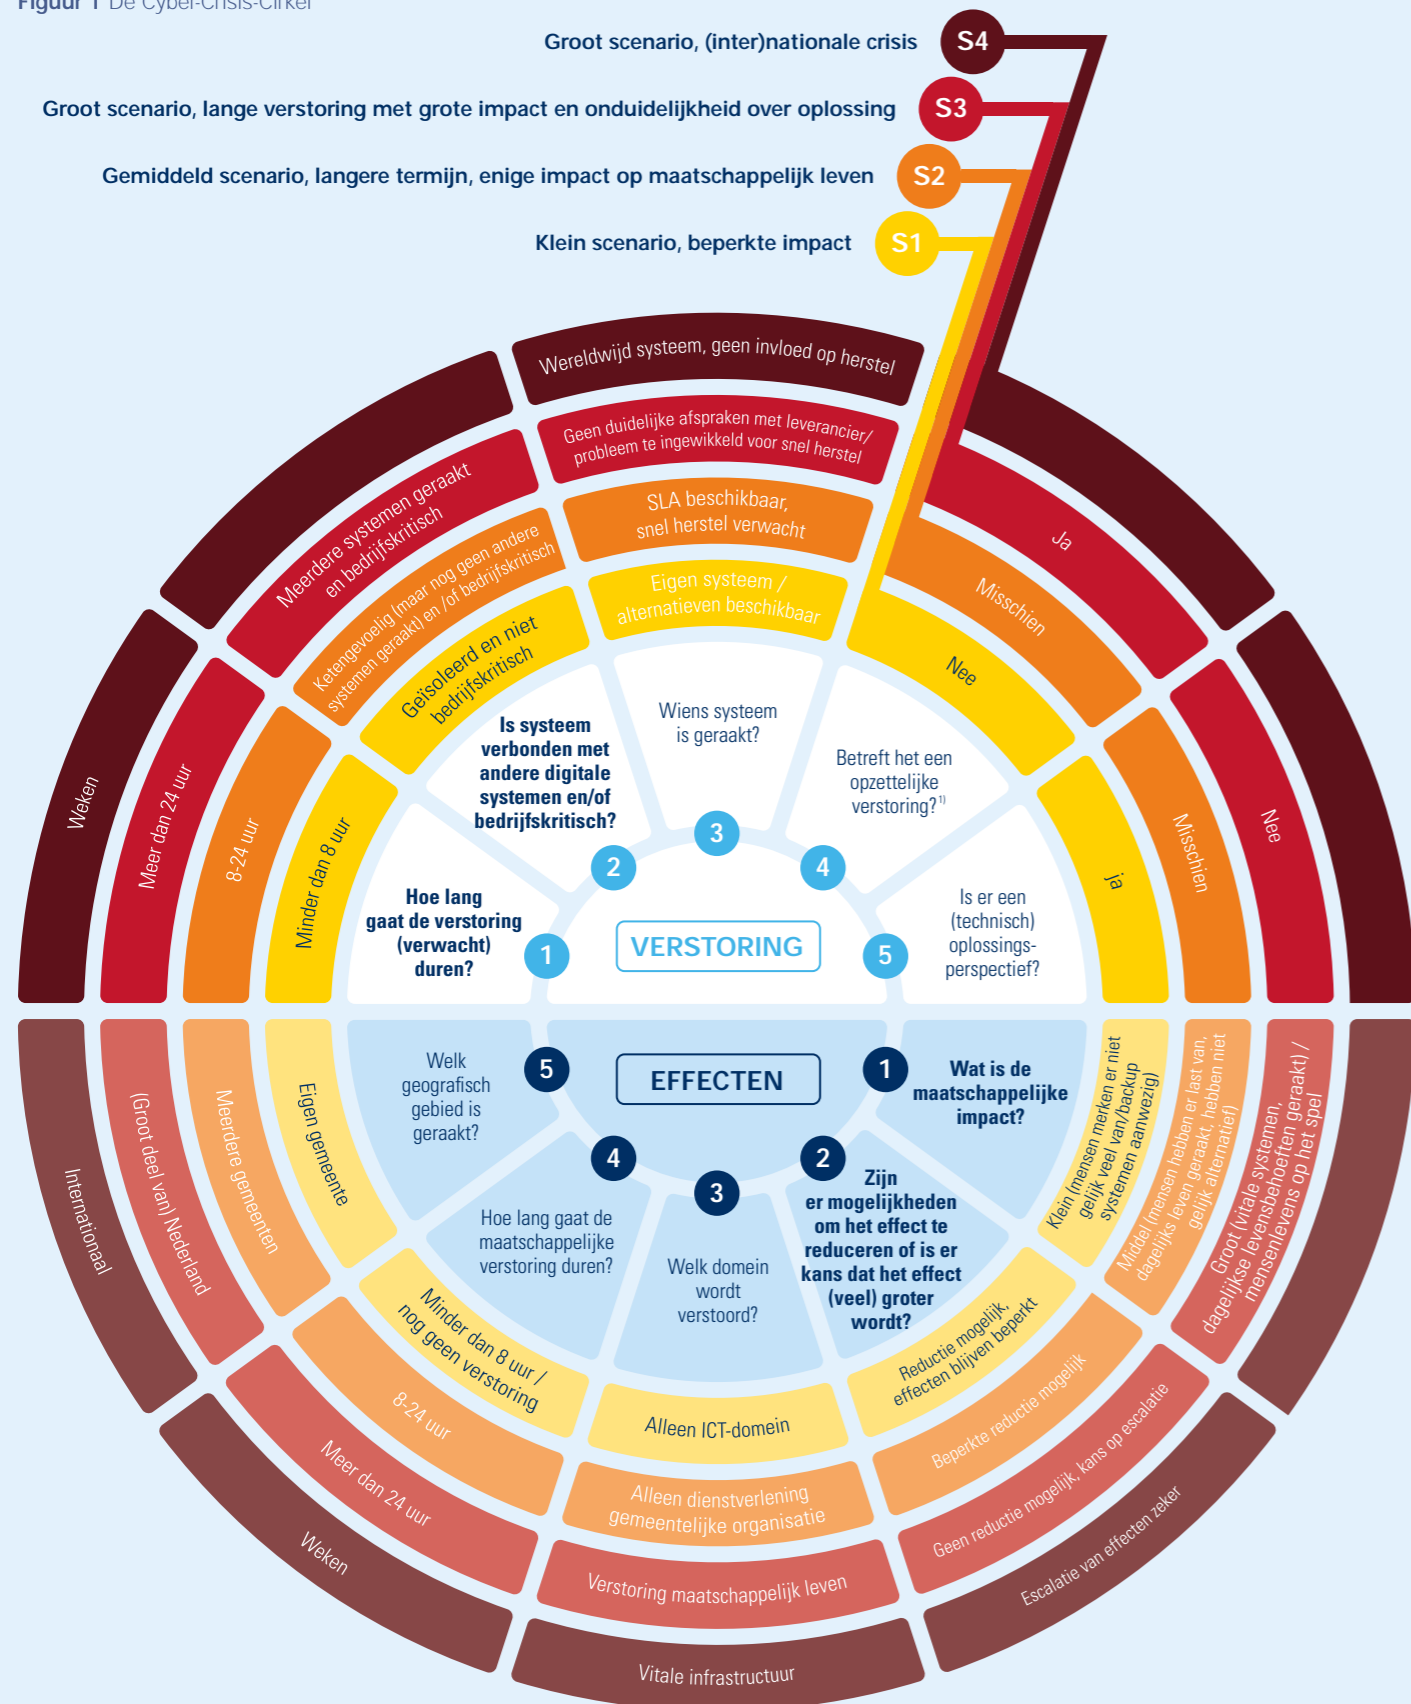 Figuur 1 De Cyber-Crisis-Cirkel
Groot scenario, (inter)nationale crisis
S4
Groot scenario, lange verstoring met grote impact en onduidelijkheid over oplossing
S3
Gemiddeld scenario, langere termijn, enige impact op maatschappelijk leven
S2
Klein scenario, beperkte impact
S1
VERSTORING
1
Hoe lang
gaat de verstoring
(verwacht)
duren?
Minder dan 8 uur
8-24 uur
Meer dan 24 uur
Weken
2
Is systeem
verbonden met
andere digitale
systemen en/of
bedrijfskritisch?
Geïsoleerd en niet
bedrijfskritisch
Ketengevoelig (maar nog geen andere
systemen geraakt) en /of bedrijfskritisch
Meerdere systemen geraakt
en bedrijfskritisch
3
Wiens systeem
is geraakt?
Eigen systeem /
alternatieven beschikbaar
SLA beschikbaar,
snel herstel verwacht
Geen duidelijke afspraken met leverancier/
probleem te ingewikkeld voor snel herstel
Wereldwijd systeem, geen invloed op herstel
4
Betreft het een
opzettelijke
verstoring? 1)
Nee
Misschien
Ja
5
Is er een
(technisch)
oplossings-
perspectief?
ja
Misschien
Nee
EFFECTEN
1
Wat is de
maatschappelijke
impact?
Klein (mensen merken er niet
gelijk veel van/backup
systemen aanwezig)
Middel (mensen hebben er last van,
dagelijks leven geraakt, hebben niet
gelijk alternatief)
Groot (vitale systemen,
dagelijkse levensbehoeften geraakt) /
mensenlevens op het spel
2
Zijn
er mogelijkheden
om het effect te
reduceren of is er
kans dat het effect
(veel) groter
wordt?
Reductie mogelijk,
effecten blijven beperkt
Beperkte reductie mogelijk
Geen reductie mogelijk, kans op escalatie
Escalatie van effecten zeker
3
Welk domein
wordt
verstoord?
Alleen ICT-domein
Alleen dienstverlening
gemeentelijke organisatie
Verstoring maatschappelijk leven
Vitale infrastructuur
4
Hoe lang gaat de
maatschappelijke
verstoring duren?
Minder dan 8 uur /
nog geen verstoring
8-24 uur
Meer dan 24 uur
Weken
5
Welk
geografisch
gebied is
geraakt?
Eigen gemeente
Meerdere gemeenten
(Groot deel van) Nederland
Internationaal